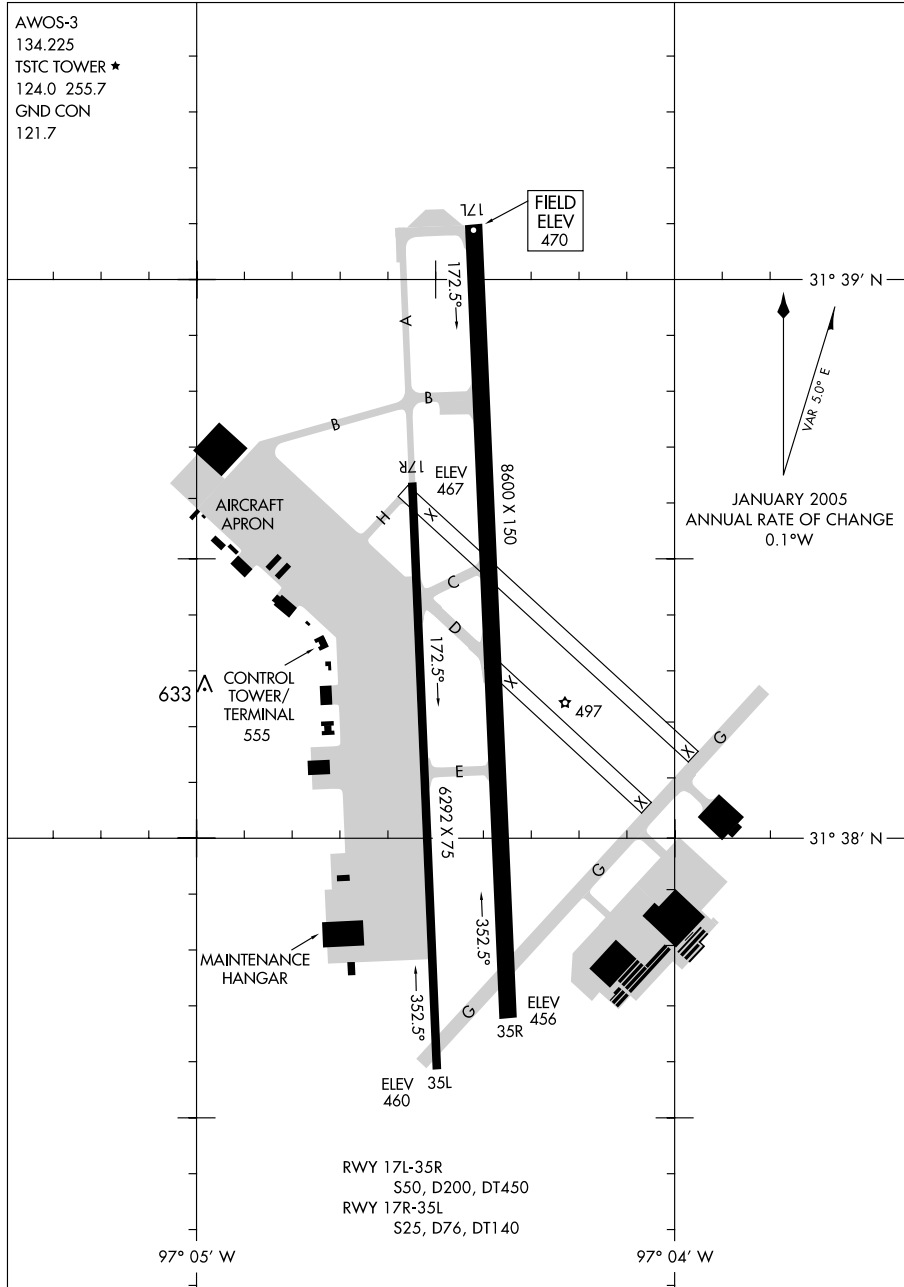 AWOS-3
134.225
TSTC TOWER ★
124.0 255.7
GND CON
121.7
FIELD
ELEV
470
17L
172.5°
31° 39' N
A
VAR 5.0° E
B
B
17R
ELEV
467
8600 X 150
JANUARY 2005
ANNUAL RATE OF CHANGE
0.1°W
AIRCRAFT
APRON
H
X
C
D
172.5°
CONTROL
TOWER/
TERMINAL
555
633
X
497
G
X
E
X
6292 X 75
31° 38' N
G
352.5°
MAINTENANCE
HANGAR
352.5°
G
ELEV
456
35R
ELEV
460
35L
RWY 17L-35R
S50, D200, DT450
RWY 17R-35L
S25, D76, DT140
97° 05' W
97° 04' W